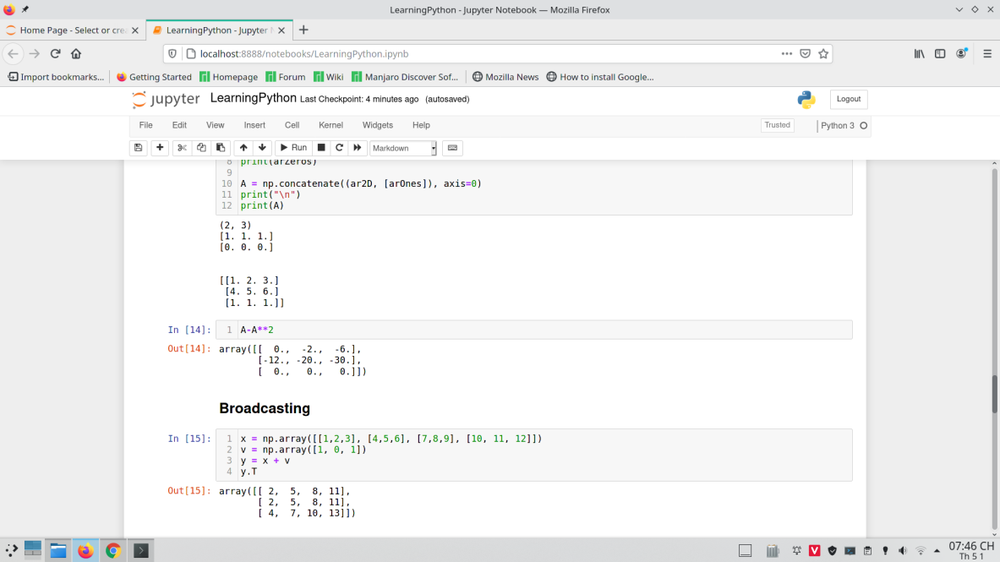 LearningPython - Jupyter Notebook — Mozilla Firefox
Home Page - Select or cre
LearningPython - Jupyter N
localhost:8888/notebooks/LearningPython.ipynb
Import bookmarks...
Getting Started
Homepage
Forum
Wiki
Manjaro Discover Sof...
Mozilla News
How to install Google...
jupyter LearningPython Last Checkpoint: 4 minutes ago (autosaved)
Logout
File Edit View Insert Cell Kernel Widgets Help
Trusted
Python 3
Run
Markdown
8 print(arZeros)
9
10 A = np.concatenate((ar2D, [arOnes]), axis=0)
11 print("\n")
12 print(A)
(2, 3)
[1. 1. 1.]
[0. 0. 0.]
[[1. 2. 3.]
[4. 5. 6.]
[1. 1. 1.]]
In [14]: 1 A-A**2
Out[14]: array([[  0.,  -2.,  -6.],
[-12., -20., -30.],
[  0.,   0.,   0.]])
Broadcasting
In [15]: 1 x = np.array([[1,2,3], [4,5,6], [7,8,9], [10, 11, 12]])
2 v = np.array([1, 0, 1])
3 y = x + v
4 y.T
Out[15]: array([[ 2,  5,  8, 11],
[ 2,  5,  8, 11],
[ 4,  7, 10, 13]])
07:46 CH
Th 5 1